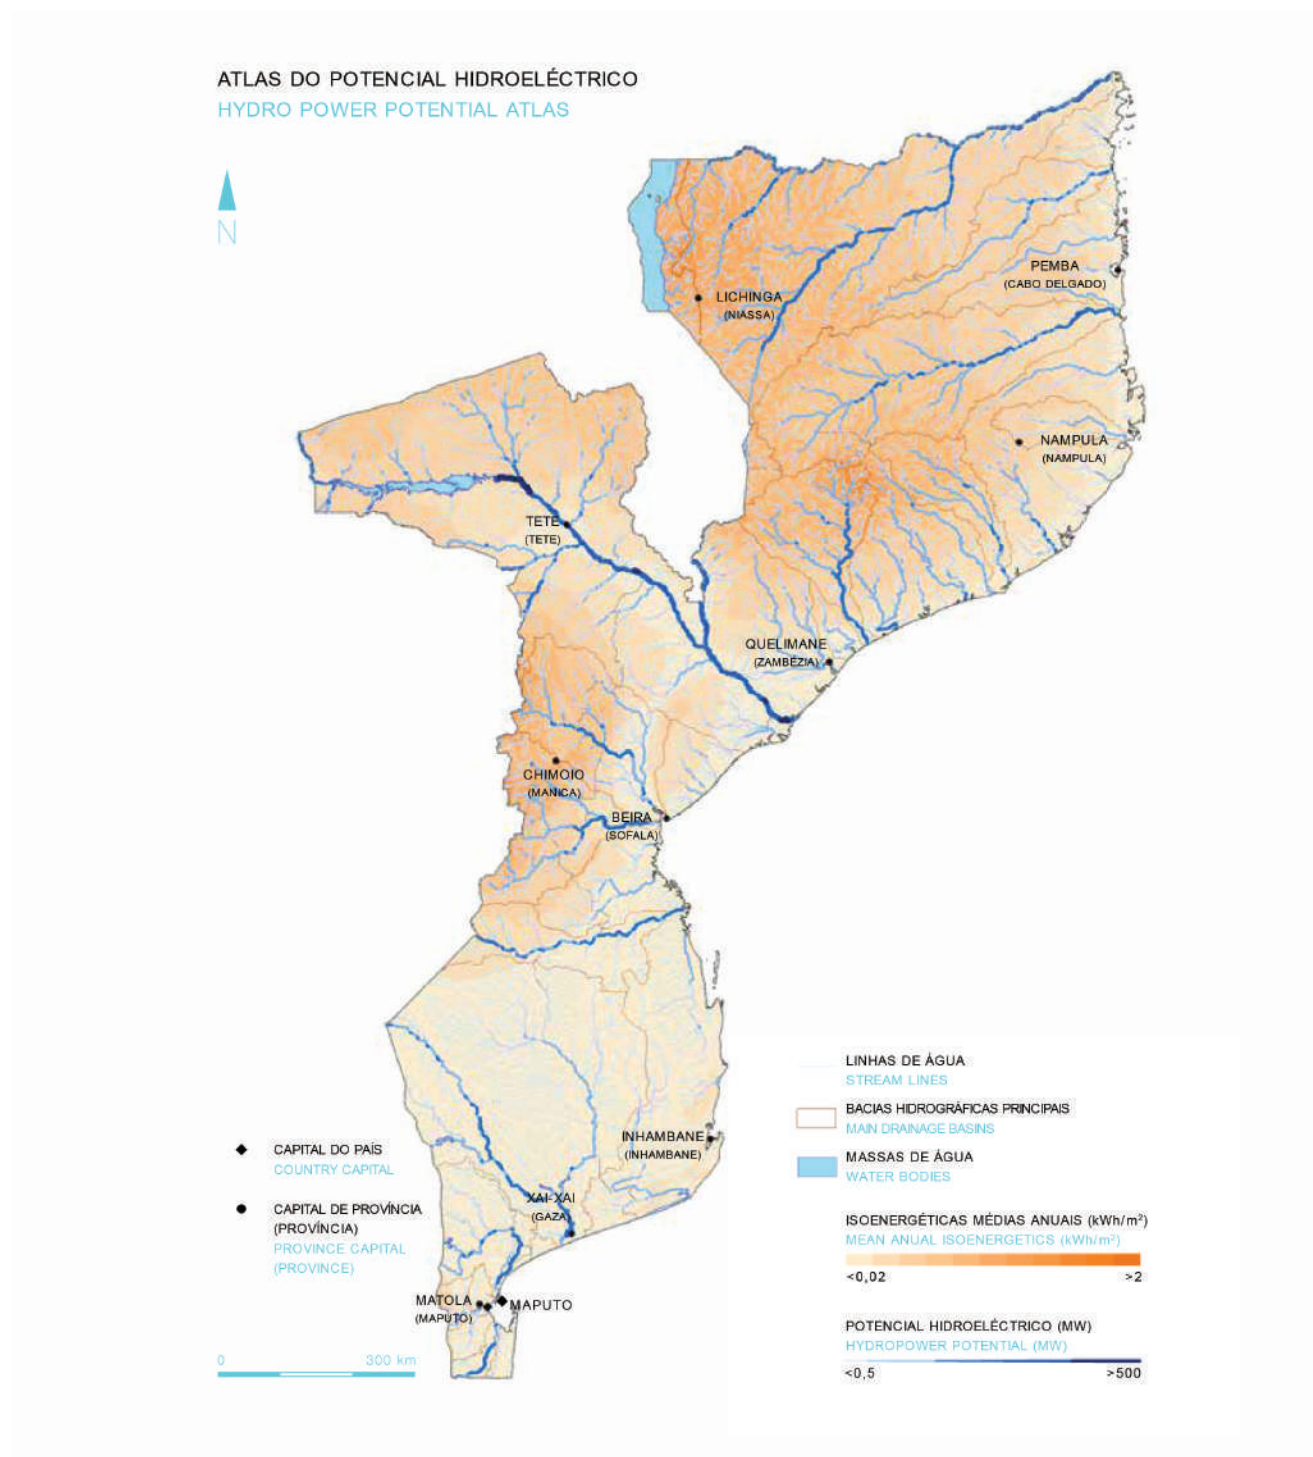 ATLAS DO POTENCIAL HIDROELÉCTRICO
HYDRO POWER POTENTIAL ATLAS
N
PEMBA
(CABO DELGADO)
LICHINGA
(NIASSA)
NAMPULA
(NAMPULA)
TETE
(TETE)
QUELIMANE
(ZAMBÉZIA)
CHIMOIO
(MANICA)
BEIRA
(SOFALA)
INHAMBANE
(INHAMBANE)
XAI-XAI
(GAZA)
MATOLA
(MAPUTO)
MAPUTO
CAPITAL DO PAÍS
COUNTRY CAPITAL
CAPITAL DE PROVÍNCIA
(PROVÍNCIA)
PROVINCE CAPITAL
(PROVINCE)
0 300 km
LINHAS DE ÁGUA
STREAM LINES
BACIAS HIDROGRÁFICAS PRINCIPAIS
MAIN DRAINAGE BASINS
MASSAS DE ÁGUA
WATER BODIES
ISOENERGÉTICAS MÉDIAS ANUAIS (kWh/m²)
MEAN ANUAL ISOENERGETICS (kWh/m²)
<0,02 >2
POTENCIAL HIDROELÉCTRICO (MW)
HYDROPOWER POTENTIAL (MW)
<0,5 >500